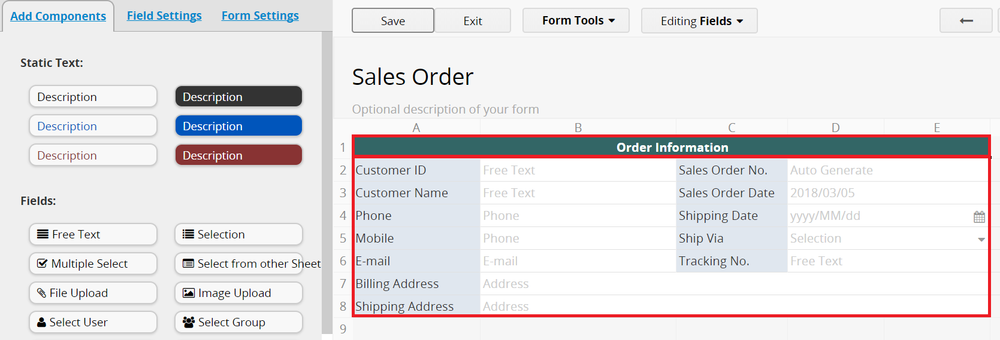 Add Components Field Settings Form Settings
Static Text:
Description Description
Description Description
Description Description
Fields:
Free Text Selection
Multiple Select Select from other Sheet
File Upload Image Upload
Select User Select Group
Save Exit Form Tools Editing Fields
Sales Order
Optional description of your form
A B C D E
1 Order Information
2 Customer ID Free Text Sales Order No. Auto Generate
3 Customer Name Free Text Sales Order Date 2018/03/05
4 Phone Phone Shipping Date yyyy/MM/dd
5 Mobile Phone Ship Via Selection
6 E-mail E-mail Tracking No. Free Text
7 Billing Address Address
8 Shipping Address Address
9